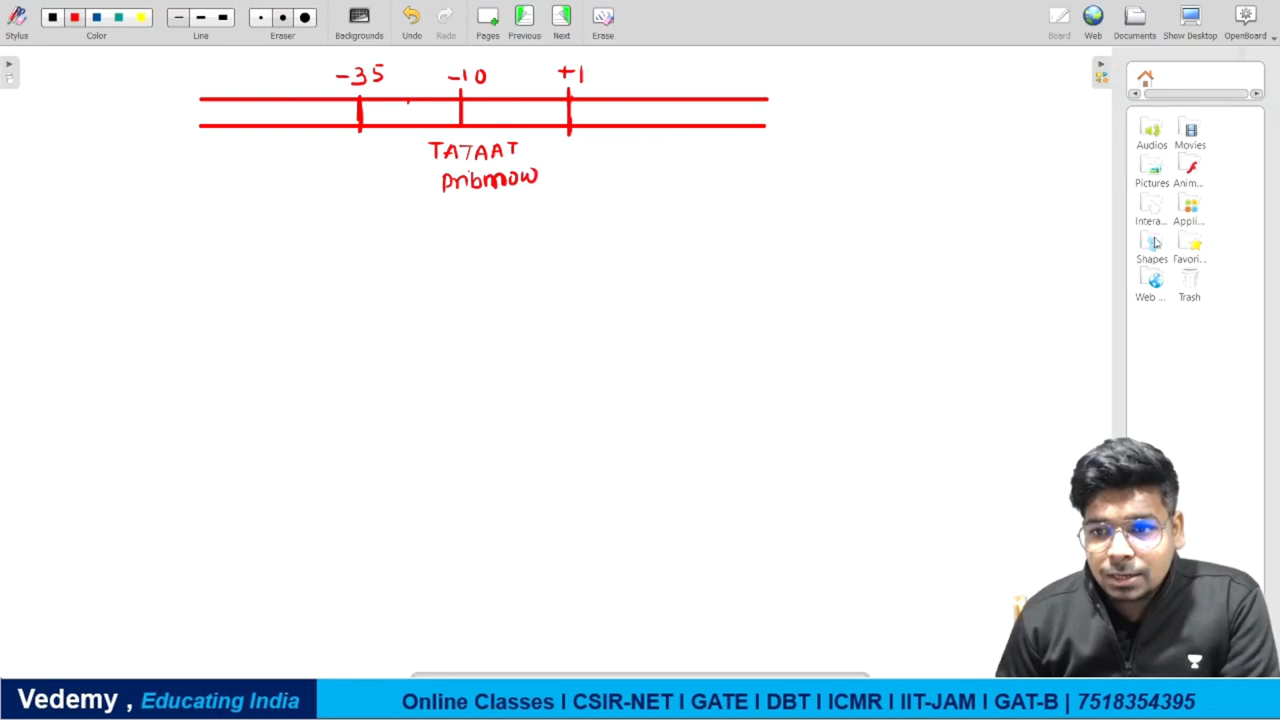 Stylus
Color
Line
Eraser
Backgrounds
Undo
Redo
Pages
Previous
Next
Erase
Board
Web
Documents
Show Desktop
OpenBoard
-35 -10 +1
TATAAT
pribmow
Audios Movies
Pictures Anim...
Intera... Appli...
Shapes Favori...
Web ... Trash
Vedemy , Educating India
Online Classes I CSIR-NET I GATE I DBT I ICMR I IIT-JAM I GAT-B | 7518354395